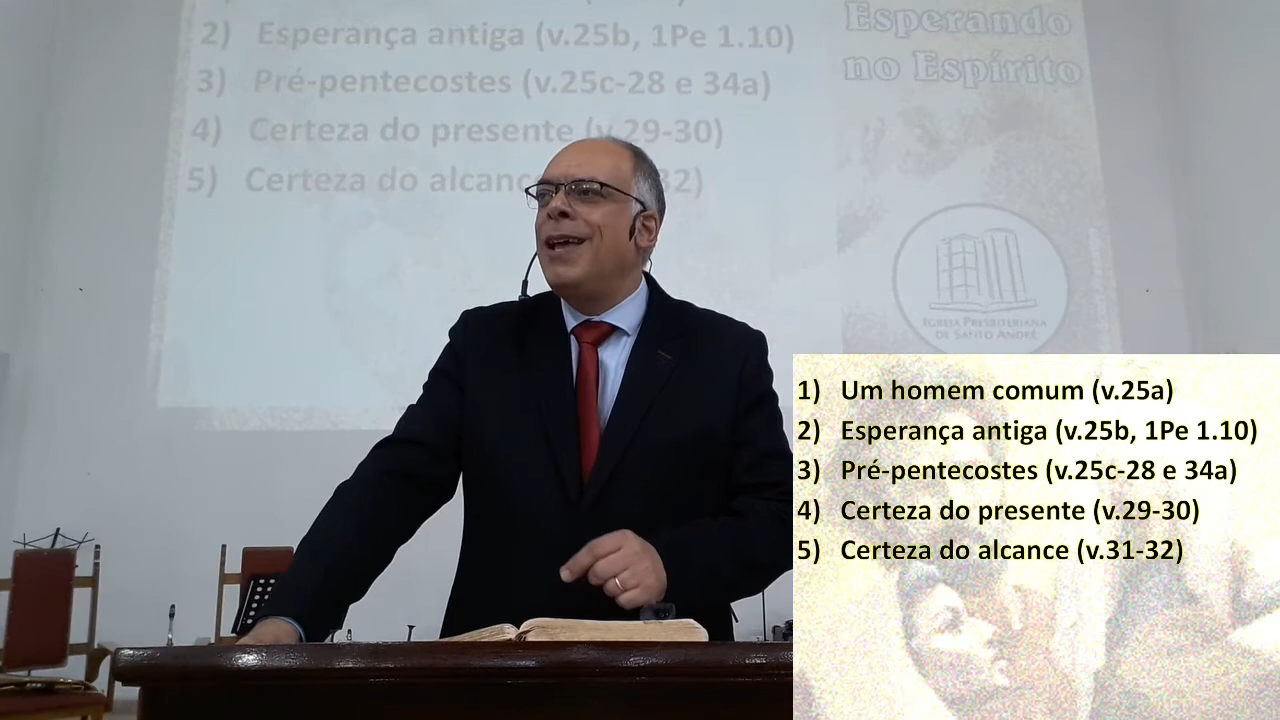 2) Esperança antiga (v.25b, 1Pe 1.10)
3) Pré-pentecostes (v.25c-28 e 34a)
4) Certeza do presente (v.29-30)
5) Certeza do alcance 32)
Esperando
no Espírito
IGREJA PRESBITERIANA
DE SANTO ANDRÉ
1) Um homem comum (v.25a)
2) Esperança antiga (v.25b, 1Pe 1.10)
3) Pré-pentecostes (v.25c-28 e 34a)
4) Certeza do presente (v.29-30)
5) Certeza do alcance (v.31-32)